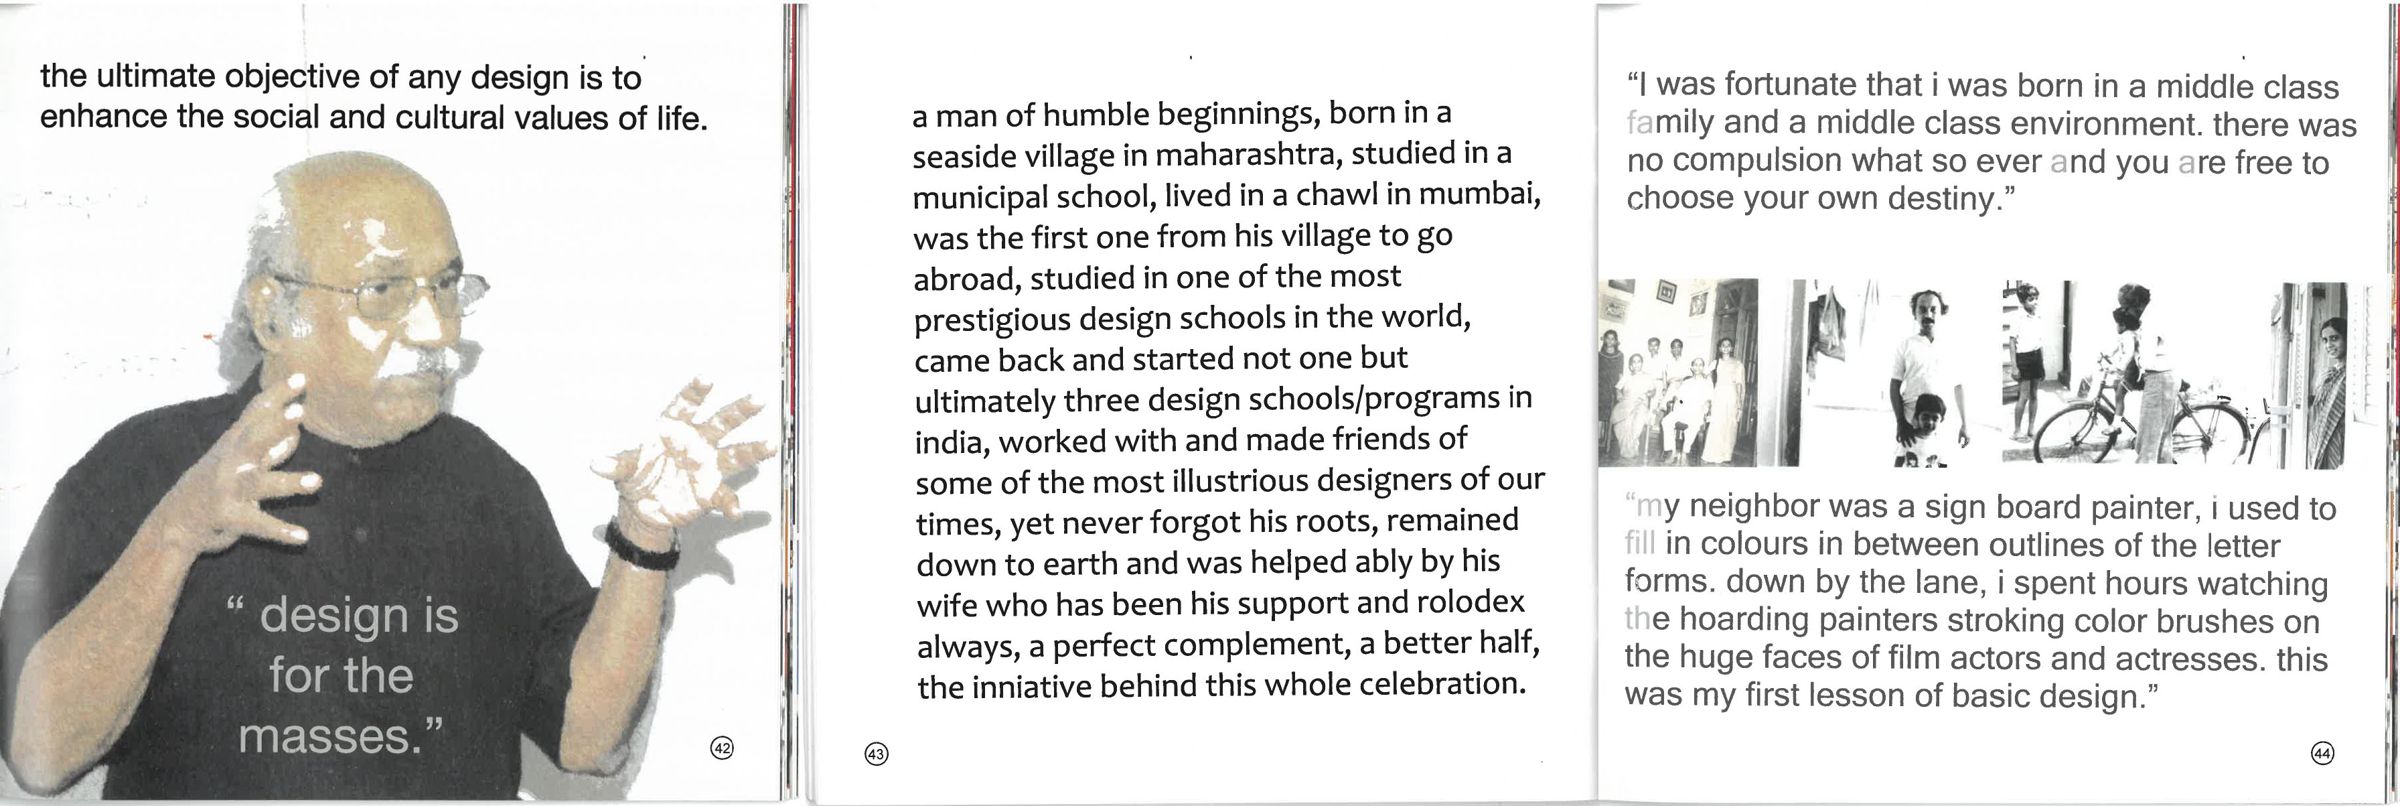 the ultimate objective of any design is to
enhance the social and cultural values of life.
“ design is
for the
masses.”
42
a man of humble beginnings, born in a
seaside village in maharashtra, studied in a
municipal school, lived in a chawl in mumbai,
was the first one from his village to go
abroad, studied in one of the most
prestigious design schools in the world,
came back and started not one but
ultimately three design schools/programs in
india, worked with and made friends of
some of the most illustrious designers of our
times, yet never forgot his roots, remained
down to earth and was helped ably by his
wife who has been his support and rolodex
always, a perfect complement, a better half,
the inniative behind this whole celebration.
43
“I was fortunate that i was born in a middle class
family and a middle class environment. there was
no compulsion what so ever and you are free to
choose your own destiny.”
“my neighbor was a sign board painter, i used to
fill in colours in between outlines of the letter
forms. down by the lane, i spent hours watching
the hoarding painters stroking color brushes on
the huge faces of film actors and actresses. this
was my first lesson of basic design.”
44